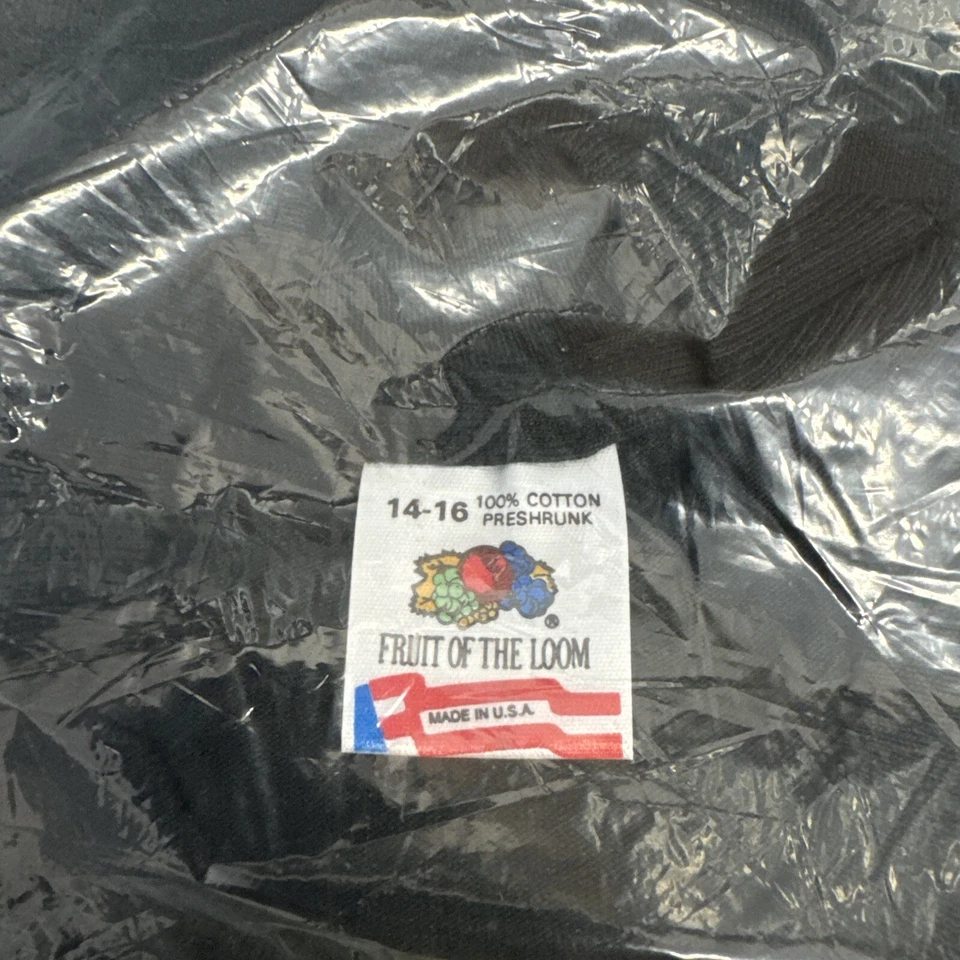 14-16 100% COTTON
PRESHRUNK
®
FRUIT OF THE LOOM
MADE IN U.S.A.